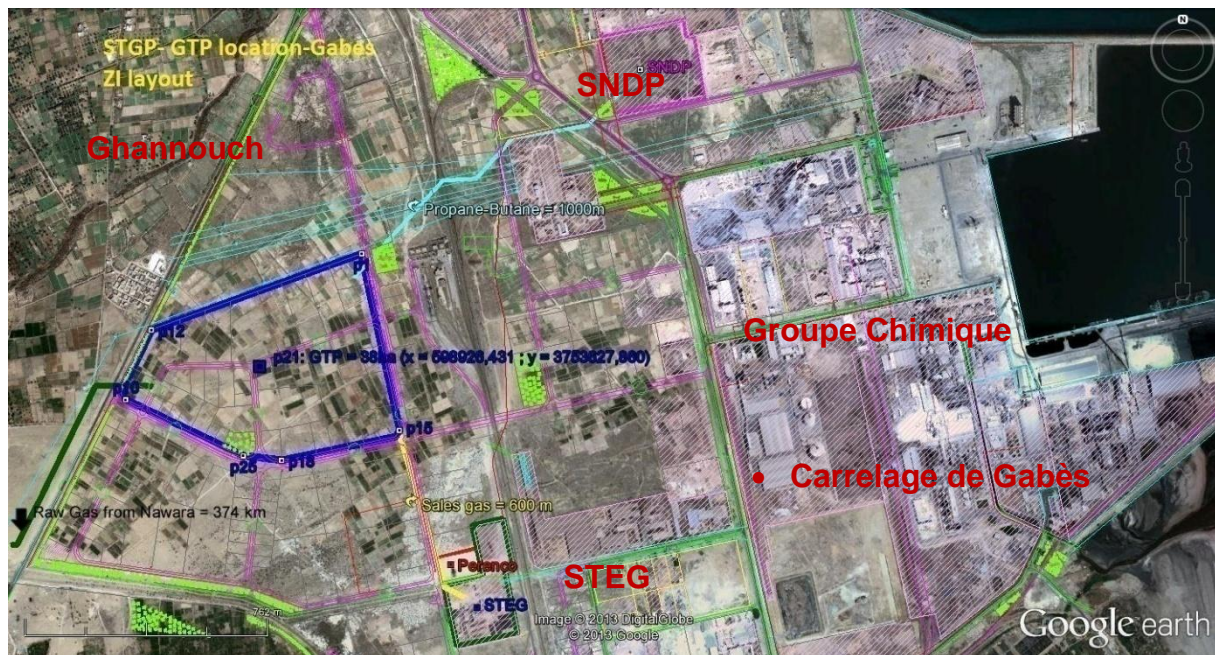 STGP- GTP location-Gabès
ZI layout
N
SNDP
SNDP
Ghannouch
Propane-Butane = 1000m
p1
p12
Groupe Chimique
p21: GTP = 36ha (x = 596926,431 ; y = 3753627,860)
p10
p15
p25
p16
Carrelage de Gabès
Sales gas = 600 m
Raw Gas from Nawara = 374 km
Perenco
STEG
STEG
762 m
Image © 2013 DigitalGlobe
© 2013 Google
Google earth